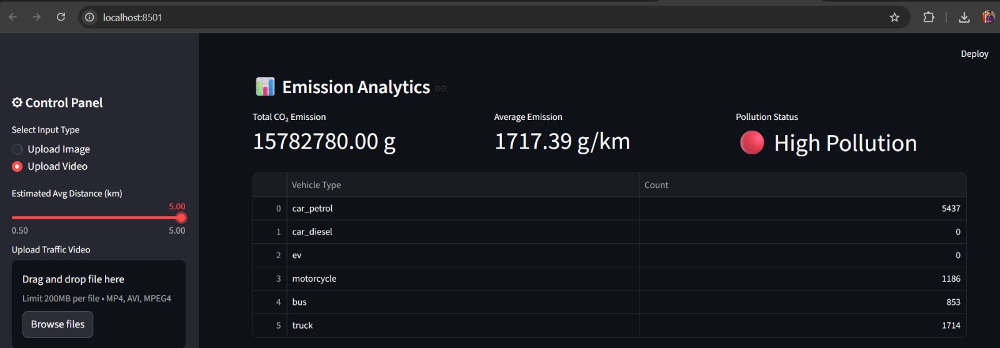 localhost:8501
Deploy
⚙ Control Panel
Select Input Type
Upload Image
Upload Video
Estimated Avg Distance (km)
5.00
0.50 5.00
Upload Traffic Video
Drag and drop file here
Limit 200MB per file • MP4, AVI, MPEG4
Browse files
📊 Emission Analytics
Total CO₂ Emission Average Emission Pollution Status
15782780.00 g 1717.39 g/km 🔴 High Pollution
Vehicle Type Count
0 car_petrol 5437
1 car_diesel 0
2 ev 0
3 motorcycle 1186
4 bus 853
5 truck 1714